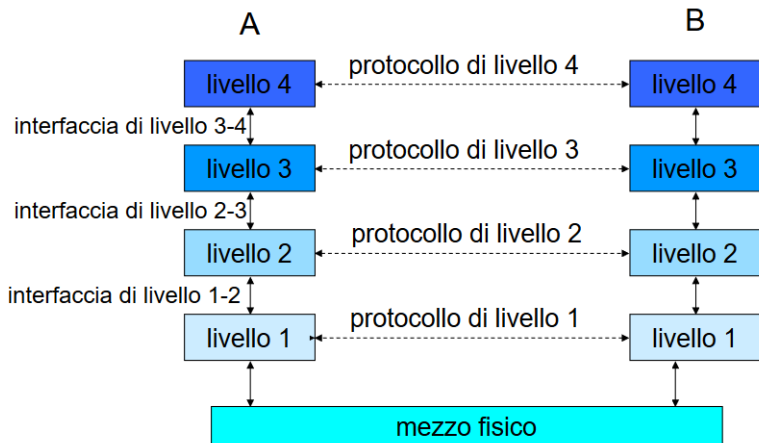 A
B
livello 4
protocollo di livello 4
livello 4
interfaccia di livello 3-4
livello 3
protocollo di livello 3
livello 3
interfaccia di livello 2-3
livello 2
protocollo di livello 2
livello 2
interfaccia di livello 1-2
livello 1
protocollo di livello 1
livello 1
mezzo fisico